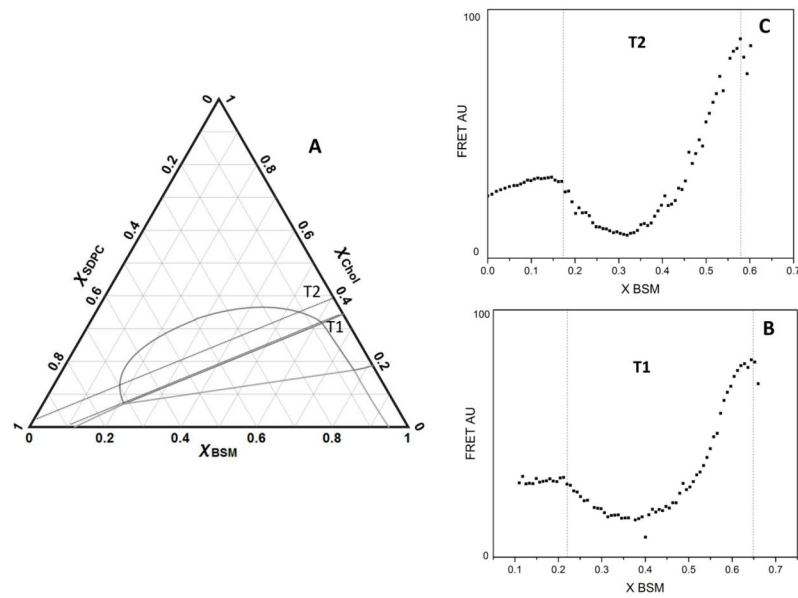 A
0 1
0.2 0.8
0.4 0.6
0.6 0.4
0.8 0.2
1 0
χSDPC
χChol
T2
T1
0 0.2 0.4 0.6 0.8 1
χBSM
C
T2
100
FRET AU
0
0.0 0.1 0.2 0.3 0.4 0.5 0.6 0.7
X BSM
B
T1
100
FRET AU
0
0.1 0.2 0.3 0.4 0.5 0.6 0.7
X BSM